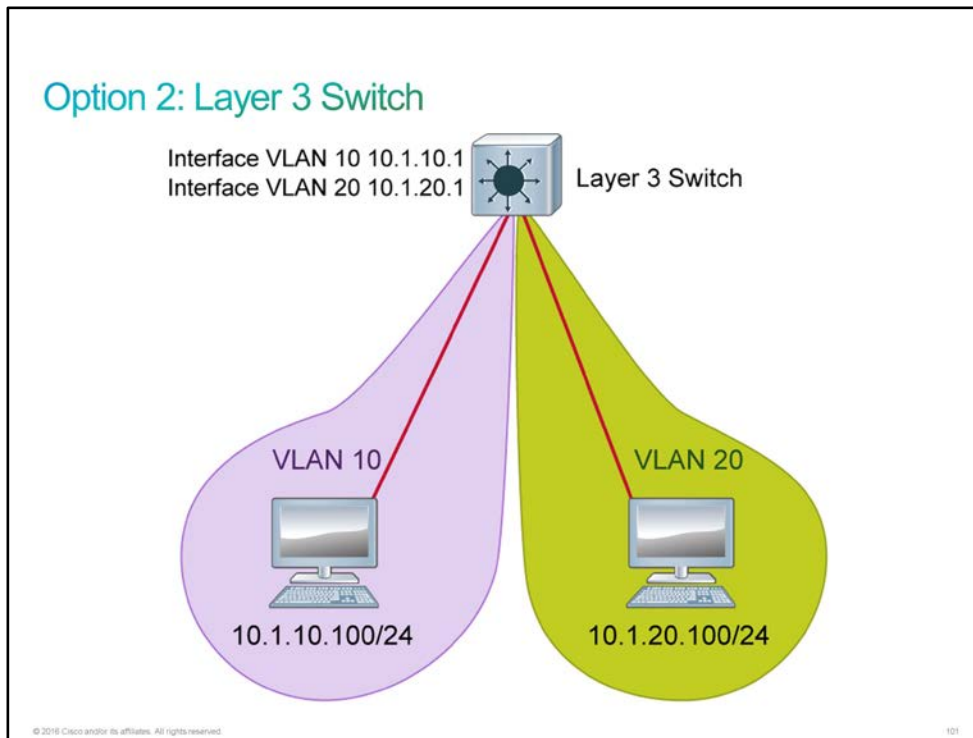 Option 2: Layer 3 Switch
Interface VLAN 10 10.1.10.1
Interface VLAN 20 10.1.20.1
Layer 3 Switch
VLAN 10
VLAN 20
10.1.10.100/24
10.1.20.100/24
© 2016 Cisco and/or its affiliates. All rights reserved.
101